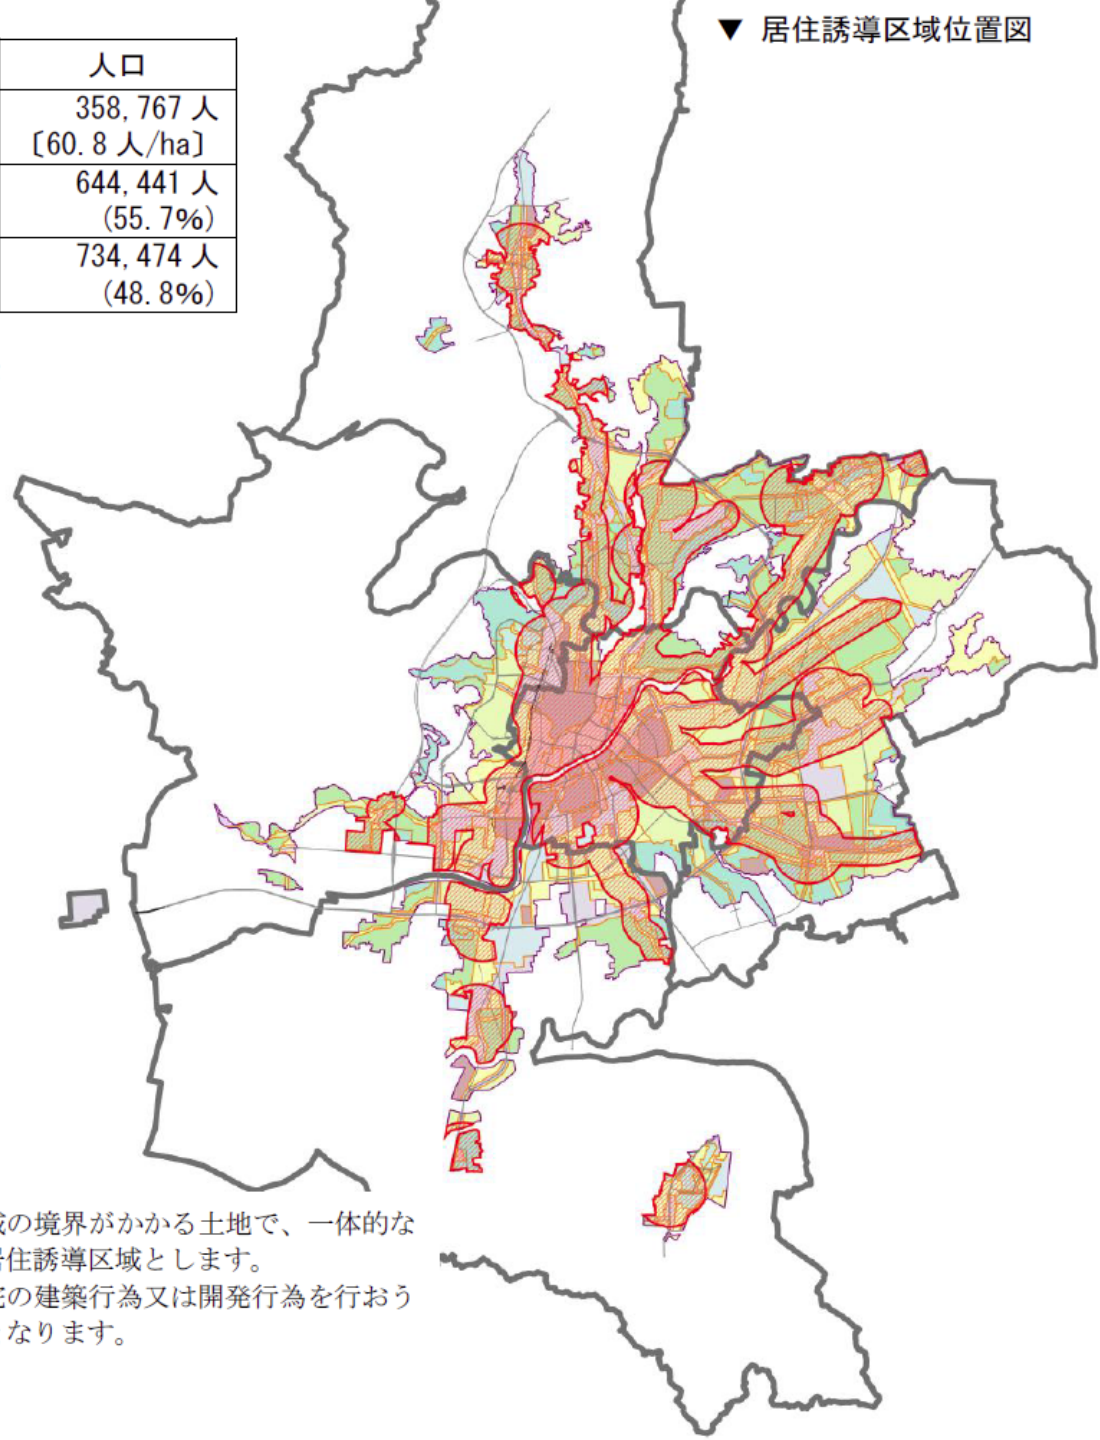 ▼ 居住誘導区域位置図
人口
358,767 人
〔60.8 人/ha〕
644,441 人
(55.7%)
734,474 人
(48.8%)
の境界がかかる土地で、一体的な
住誘導区域とします。
の建築行為又は開発行為を行おう
なります。